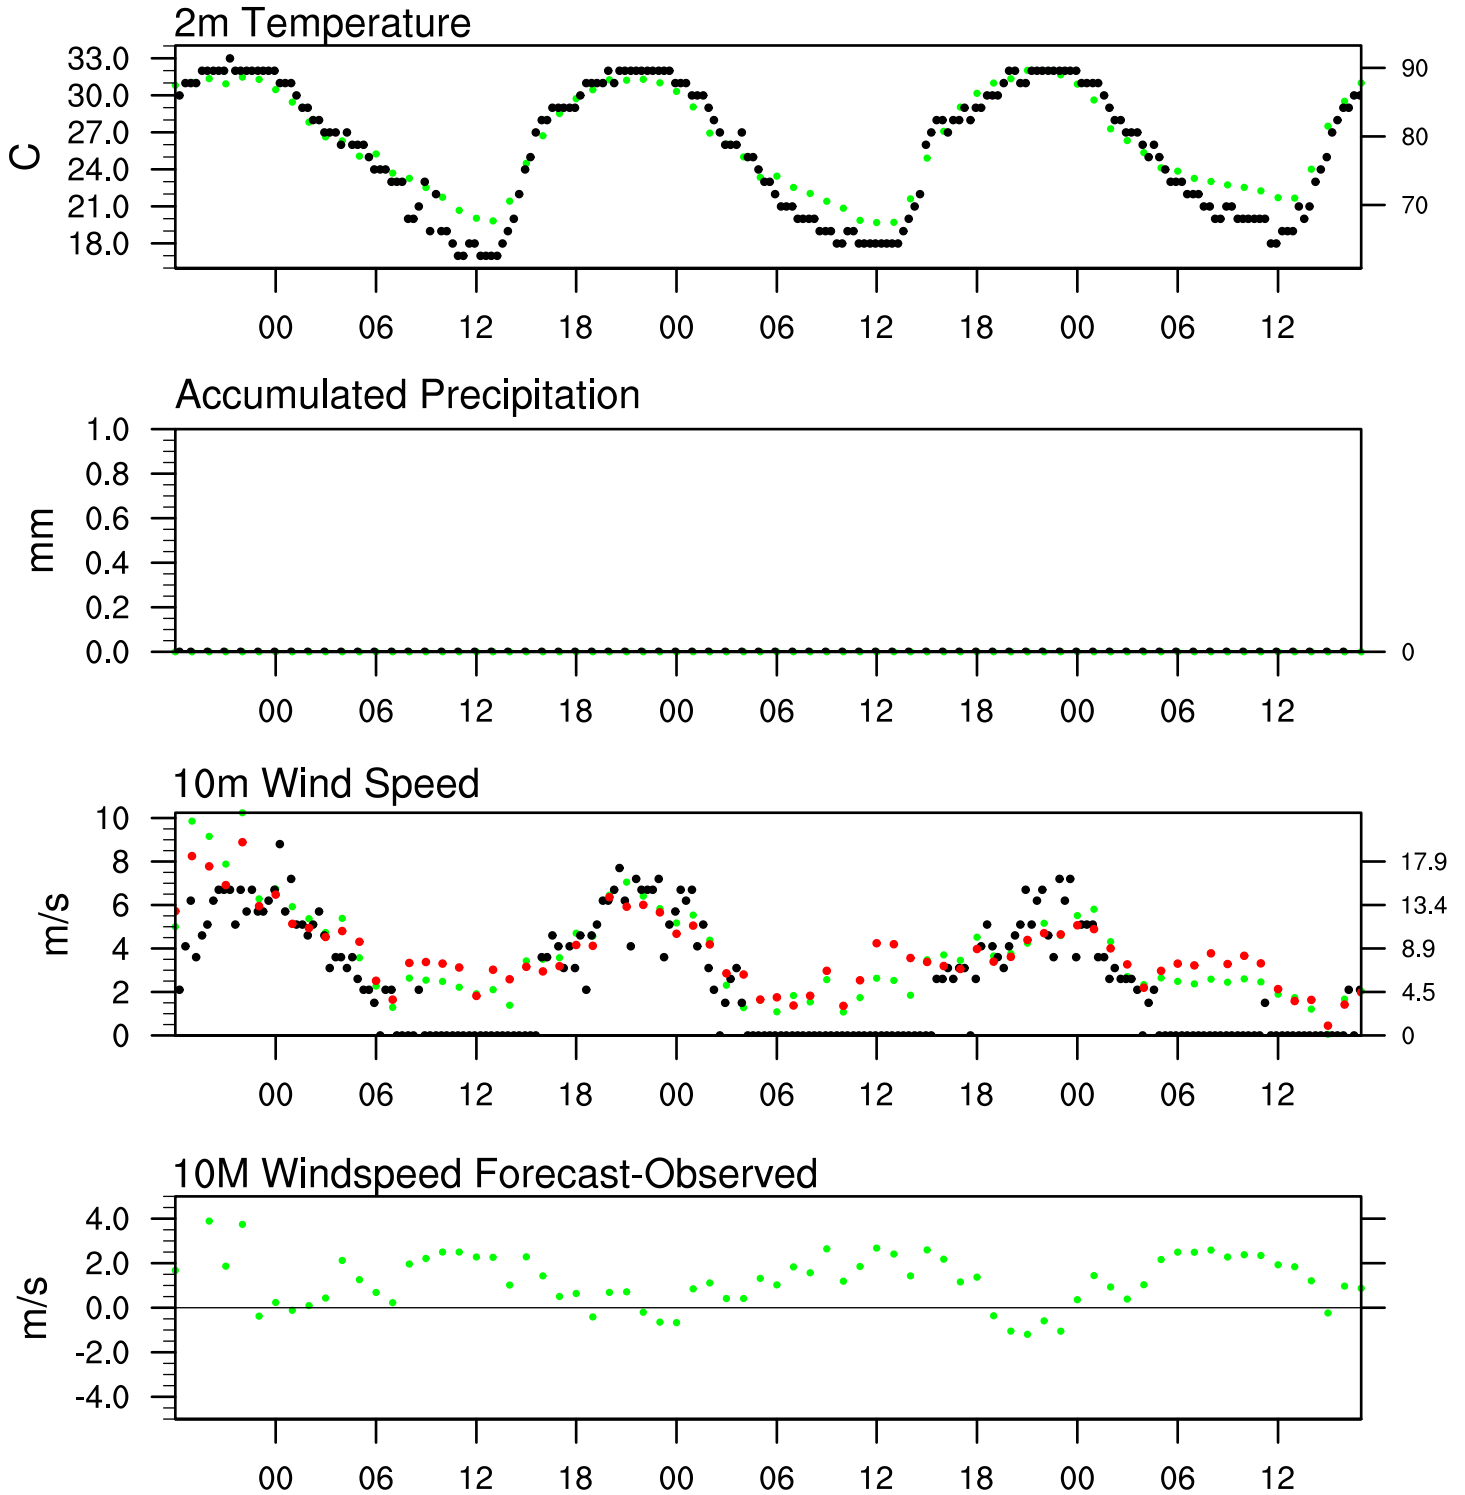 2m Temperature
33.0
30.0
27.0
24.0
21.0
18.0
C
90
80
70
00 06 12 18 00 06 12 18 00 06 12
Accumulated Precipitation
1.0
0.8
0.6
0.4
0.2
0.0
mm
0
00 06 12 18 00 06 12 18 00 06 12
10m Wind Speed
10
8
6
4
2
0
m/s
17.9
13.4
8.9
4.5
0
00 06 12 18 00 06 12 18 00 06 12
10M Windspeed Forecast-Observed
4.0
2.0
0.0
-2.0
-4.0
m/s
00 06 12 18 00 06 12 18 00 06 12